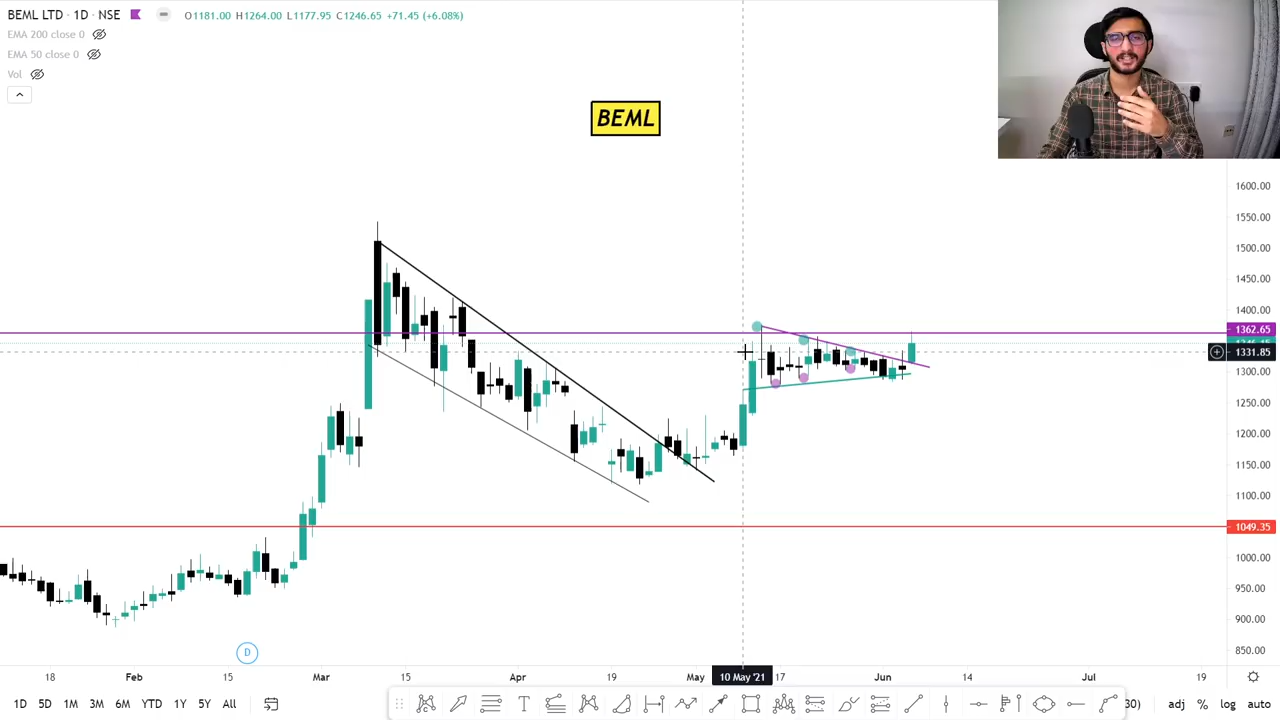 BEML LTD · 1D · NSE O1181.00 H1264.00 L1177.95 C1246.65 +71.45 (+6.08%)
EMA 200 close 0
EMA 50 close 0
Vol
BEML
1600.00
1550.00
1500.00
1450.00
1400.00
1362.65
1331.85
1300.00
1250.00
1200.00
1150.00
1100.00
1049.35
1000.00
950.00
900.00
850.00
D
18 Feb 15 Mar 15 Apr 19 May 10 May '21 17 Jun 14 Jul 19
1D 5D 1M 3M 6M YTD 1Y 5Y All T 30) adj % log auto